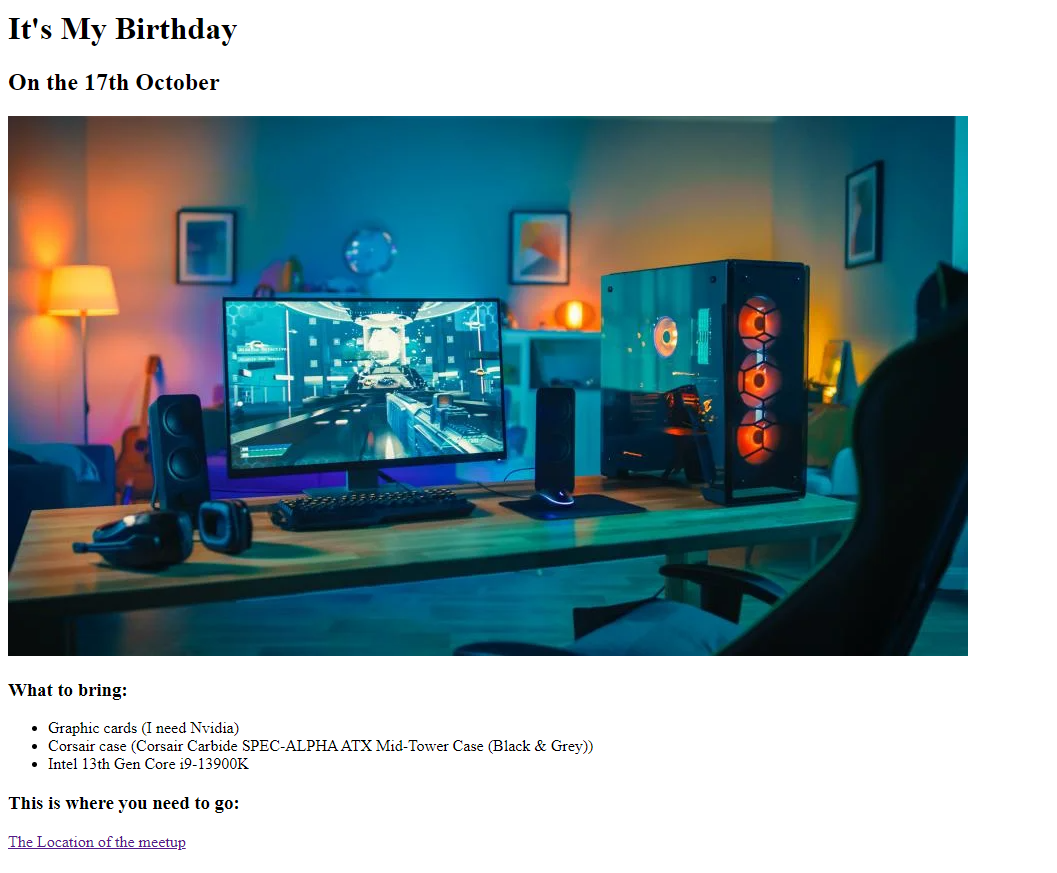 It's My Birthday
On the 17th October
What to bring:
Graphic cards (I need Nvidia)
Corsair case (Corsair Carbide SPEC-ALPHA ATX Mid-Tower Case (Black & Grey))
Intel 13th Gen Core i9-13900K
This is where you need to go:
The Location of the meetup